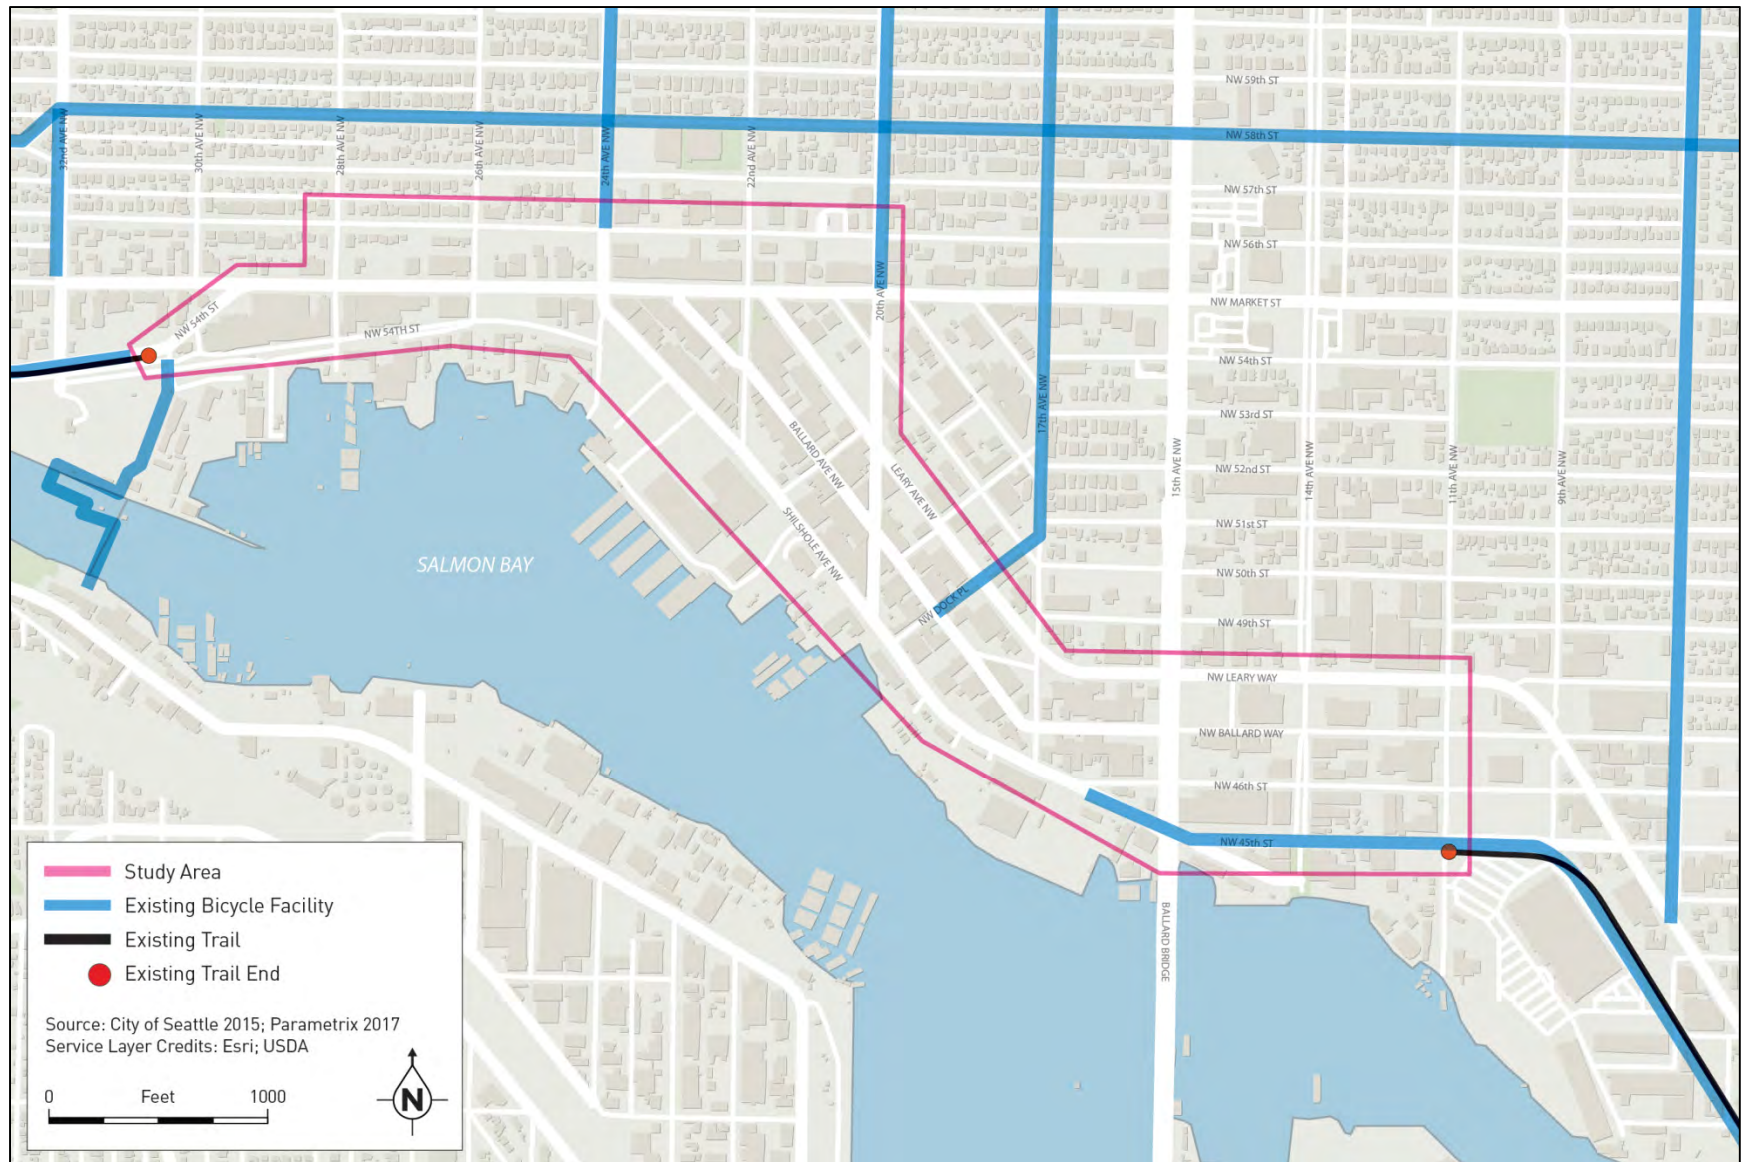 NW 59th ST
NW 58th ST
32nd AVE NW
30th AVE NW
28th AVE NW
26th AVE NW
24th AVE NW
22nd AVE NW
NW 57th ST
NW 56th ST
20th AVE NW
NW MARKET ST
NW 54th ST
NW 54TH ST
NW 54th ST
17th AVE NW
NW 53rd ST
15th AVE NW
14th AVE NW
11th AVE NW
9th AVE NW
BALLARD AVE NW
LEARY AVE NW
NW 52nd ST
SHILSHOLE AVE NW
NW 51st ST
SALMON BAY
NW 50th ST
NW DOCK PL
NW 49th ST
NW LEARY WAY
NW BALLARD WAY
NW 46th ST
NW 45th ST
BALLARD BRIDGE
Study Area
Existing Bicycle Facility
Existing Trail
Existing Trail End
Source: City of Seattle 2015; Parametrix 2017
Service Layer Credits: Esri; USDA
0 Feet 1000
N